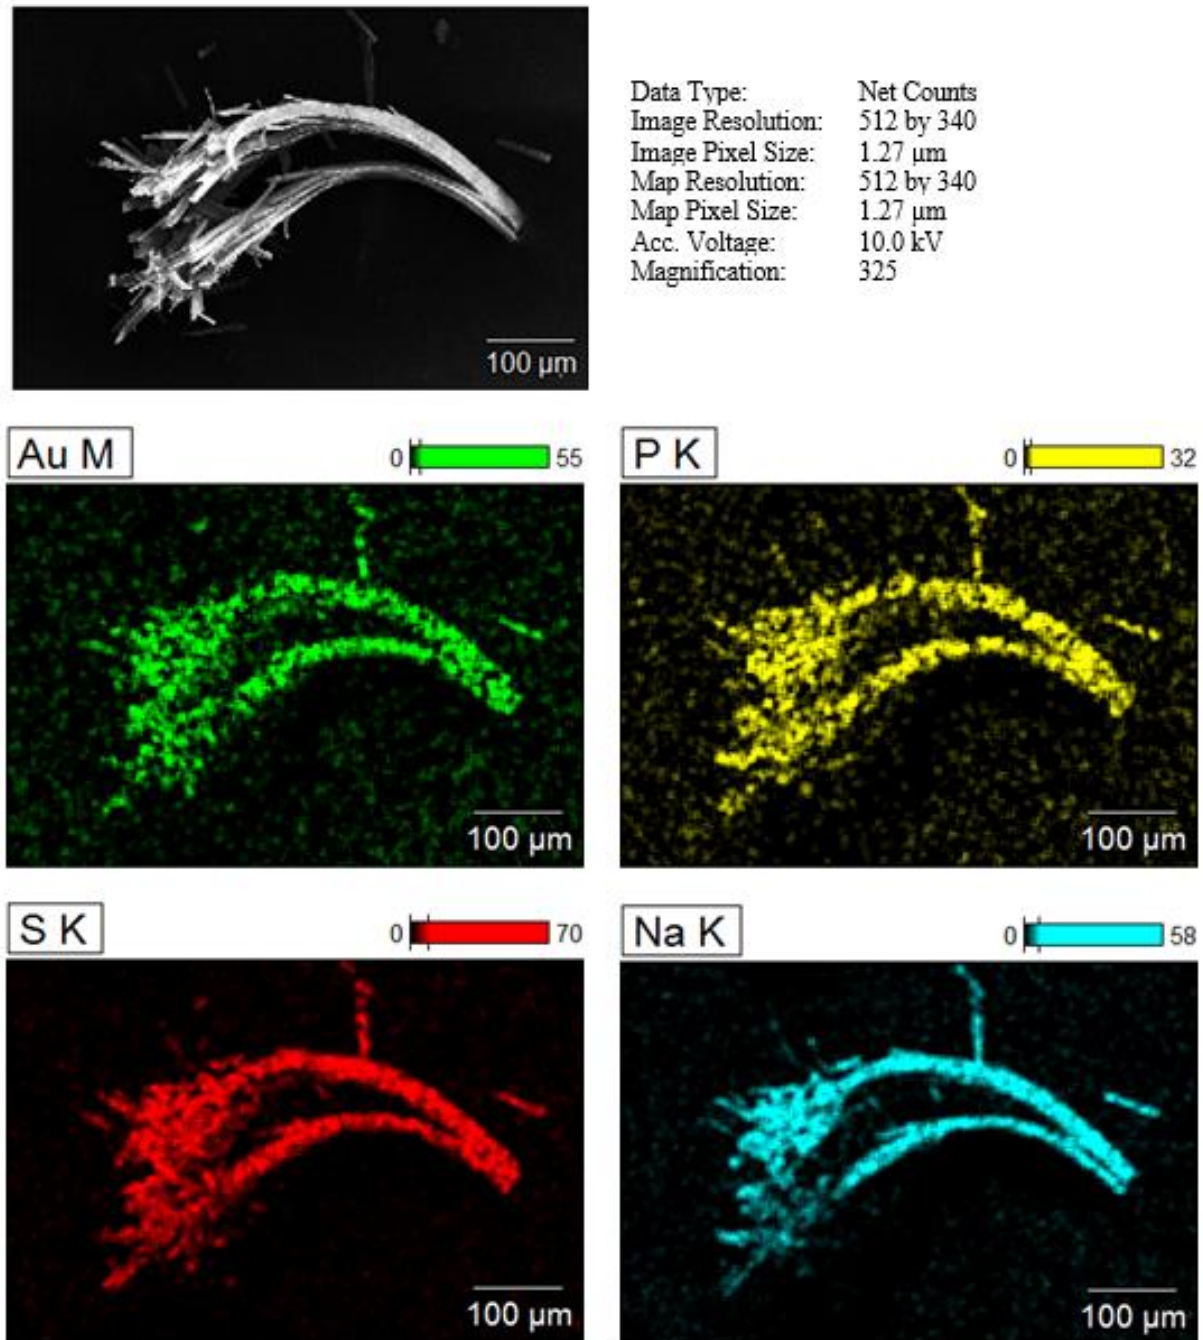 Data Type: Net Counts
Image Resolution: 512 by 340
Image Pixel Size: 1.27 µm
Map Resolution: 512 by 340
Map Pixel Size: 1.27 µm
Acc. Voltage: 10.0 kV
Magnification: 325
100 µm
Au M 0 55
P K 0 32
100 µm
100 µm
S K 0 70
Na K 0 58
100 µm
100 µm